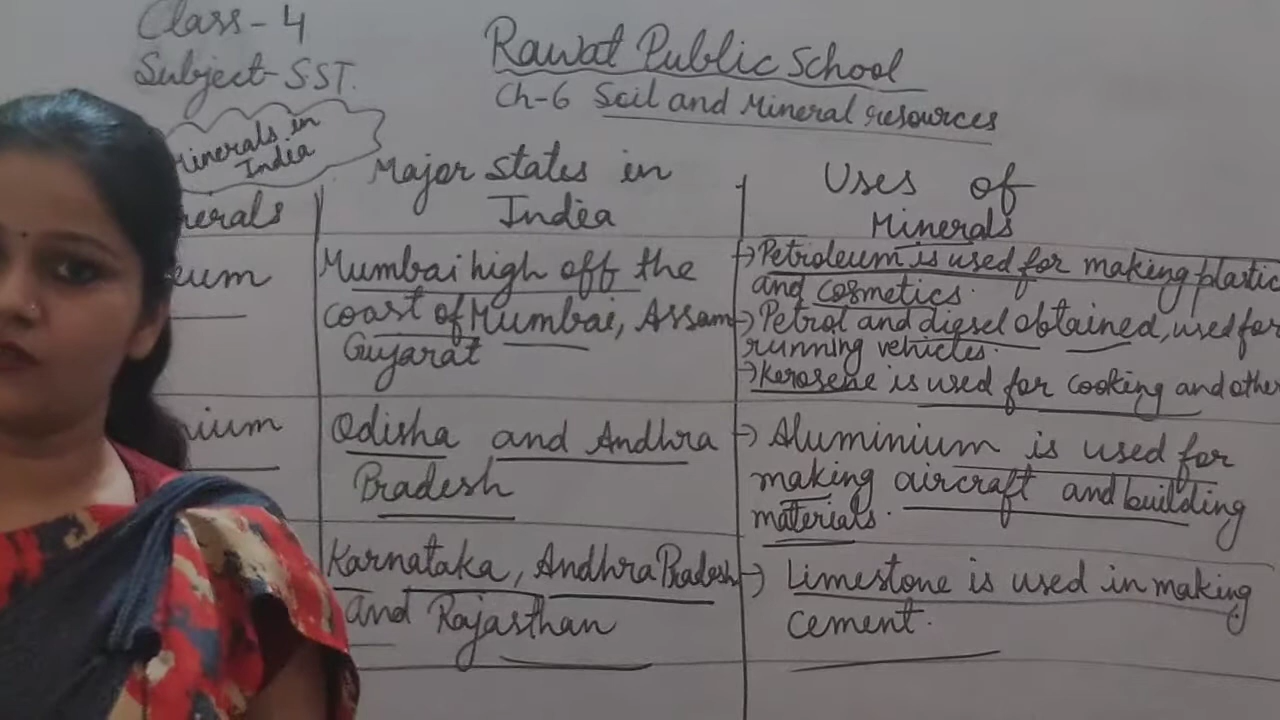 Class-4
Subject-SST.
Rawat Public School
Ch-6 Soil and Mineral resources
Minerals in
India
Major states in
India
Uses of
Minerals
nerals
eum
Mumbai high off the
coast of Mumbai, Assam
Gujarat
→Petroleum is used for making plastic
and cosmetics.
→Petrol and diesel obtained, used for
running vehicles.
→Kerosene is used for cooking and other
nium
Odisha and Andhra
Pradesh
→Aluminium is used for
making aircraft and building
materials.
Karnataka, Andhra Pradesh
and Rajasthan
→ Limestone is used in making
cement.